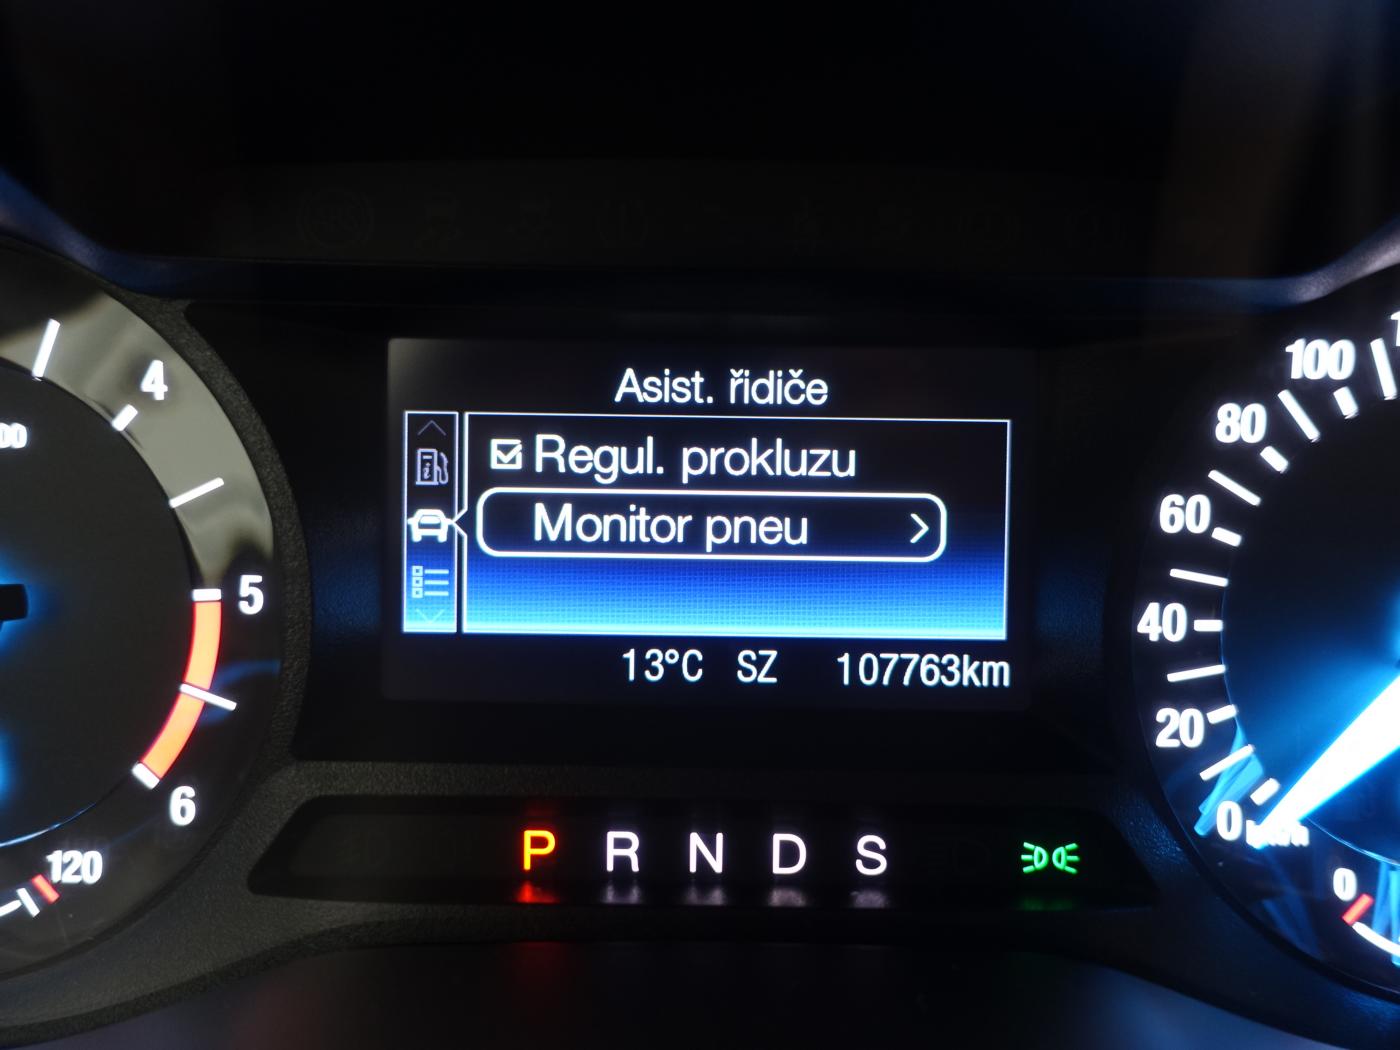 Asist. řidiče
Regul. prokluzu
Monitor pneu
13°C SZ 107763km
P R N D S
4
5
6
120
100
80
60
40
20
0
0